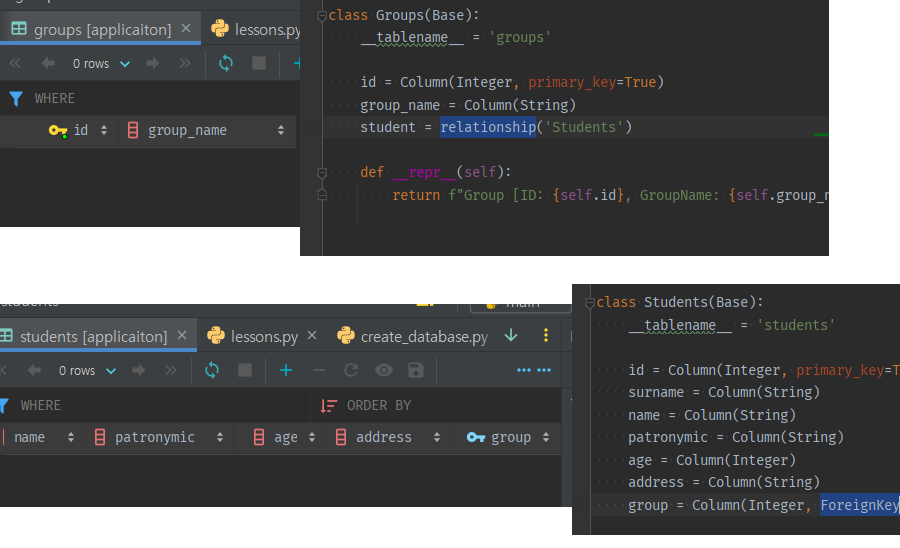 groups [applicaiton]
lessons.py
0 rows
WHERE
id
group_name
class Groups(Base):
__tablename__ = 'groups'
id = Column(Integer, primary_key=True)
group_name = Column(String)
student = relationship('Students')
def __repr__(self):
return f"Group [ID: {self.id}, GroupName: {self.group_n
students [applicaiton]
lessons.py
create_database.py
0 rows
WHERE
ORDER BY
name
patronymic
age
address
group
class Students(Base):
__tablename__ = 'students'
id = Column(Integer, primary_key=T
surname = Column(String)
name = Column(String)
patronymic = Column(String)
age = Column(Integer)
address = Column(String)
group = Column(Integer, ForeignKey